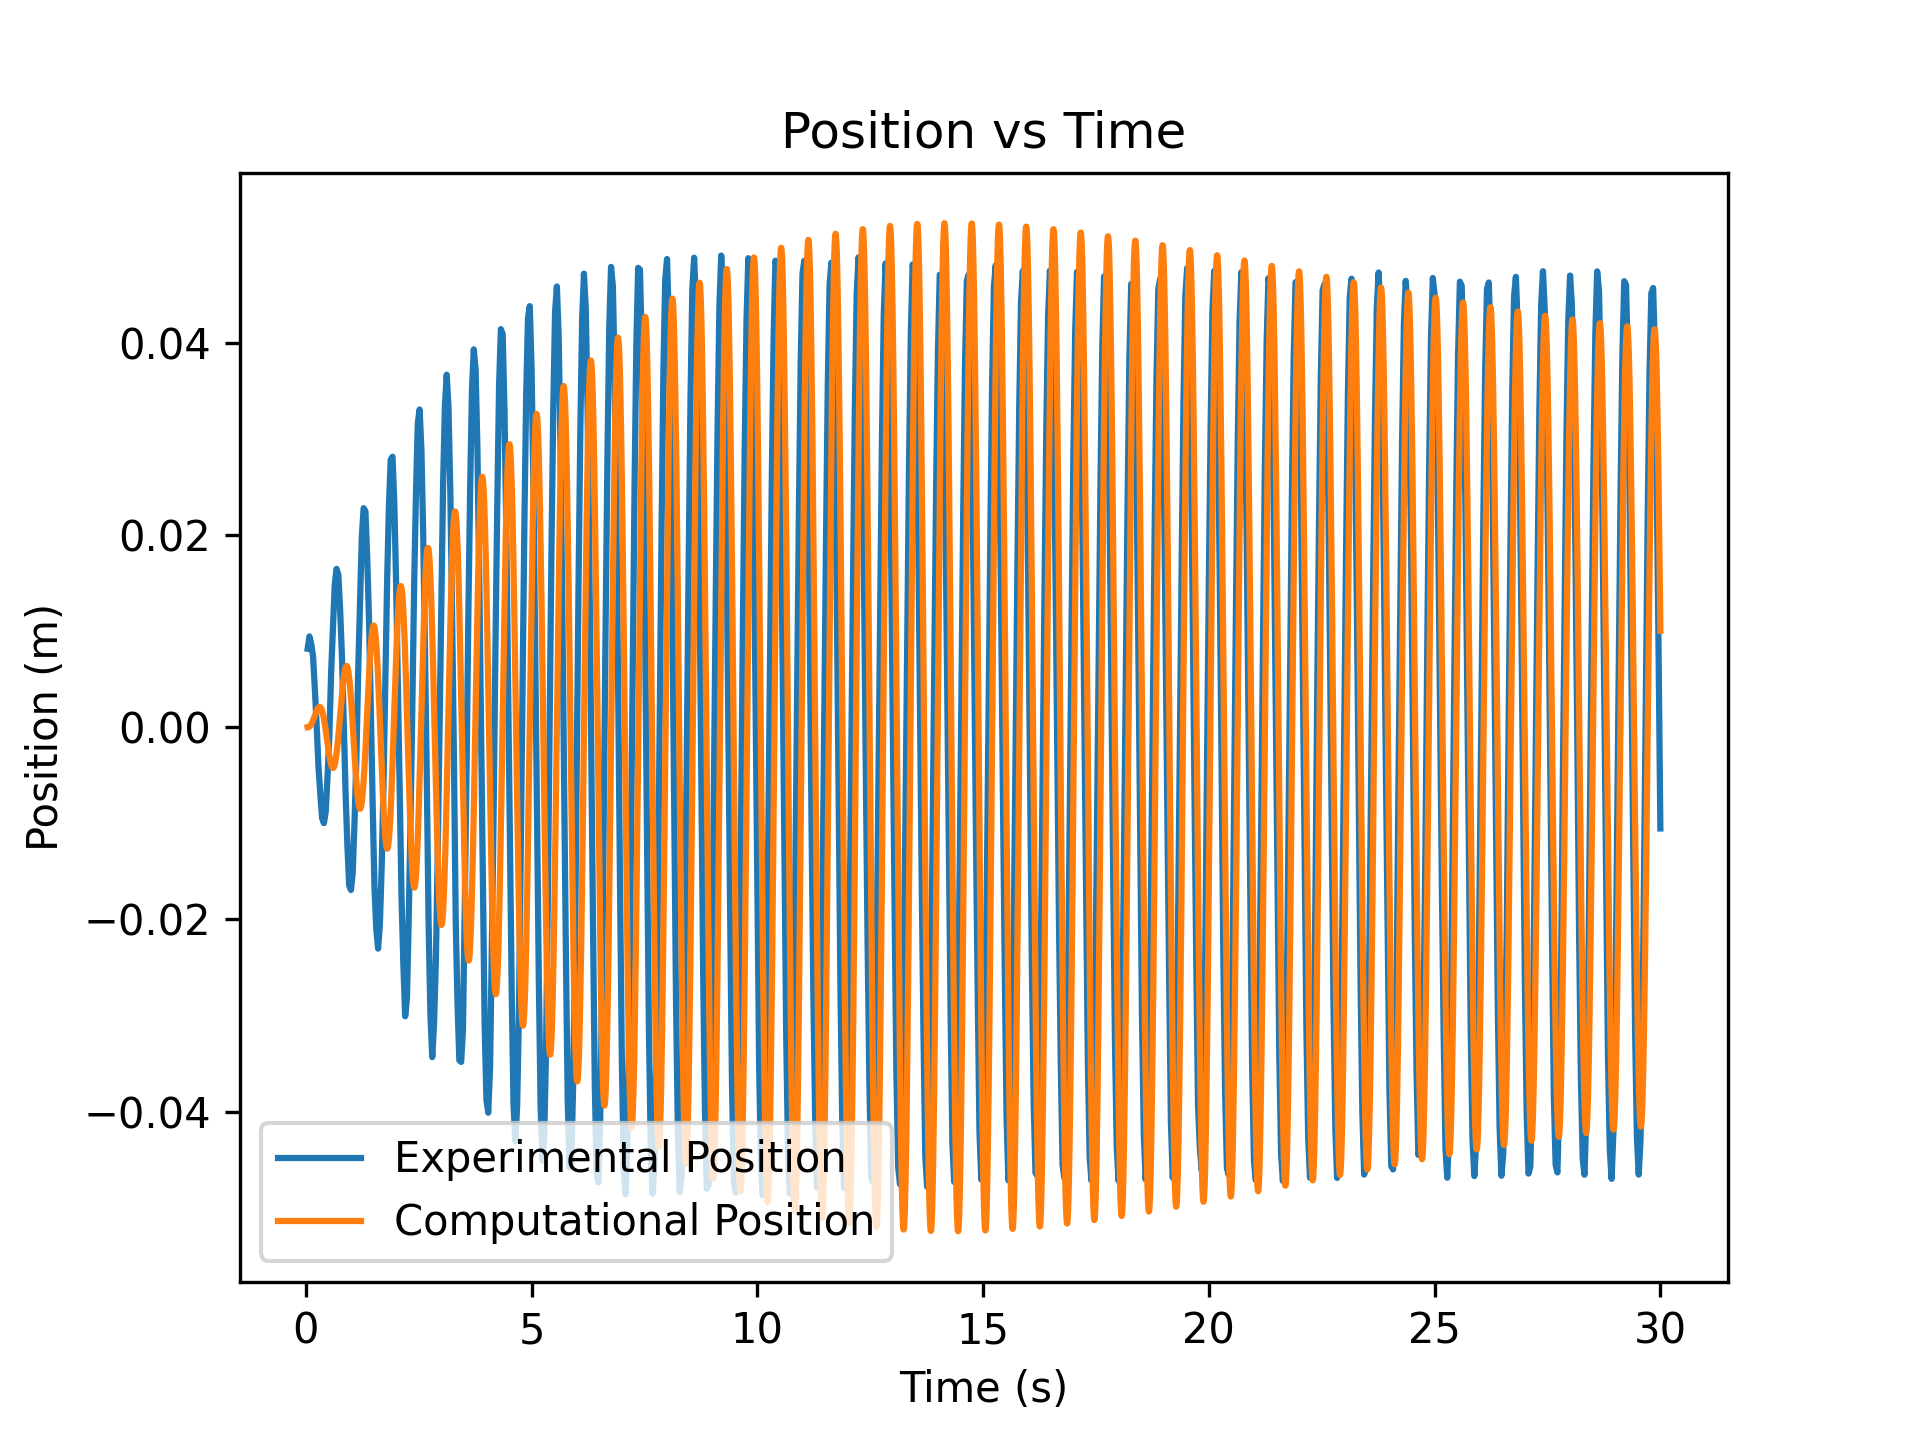 Position vs Time
Position (m)
0.04
0.02
0.00
−0.02
−0.04
Experimental Position
Computational Position
0 5 10 15 20 25 30
Time (s)